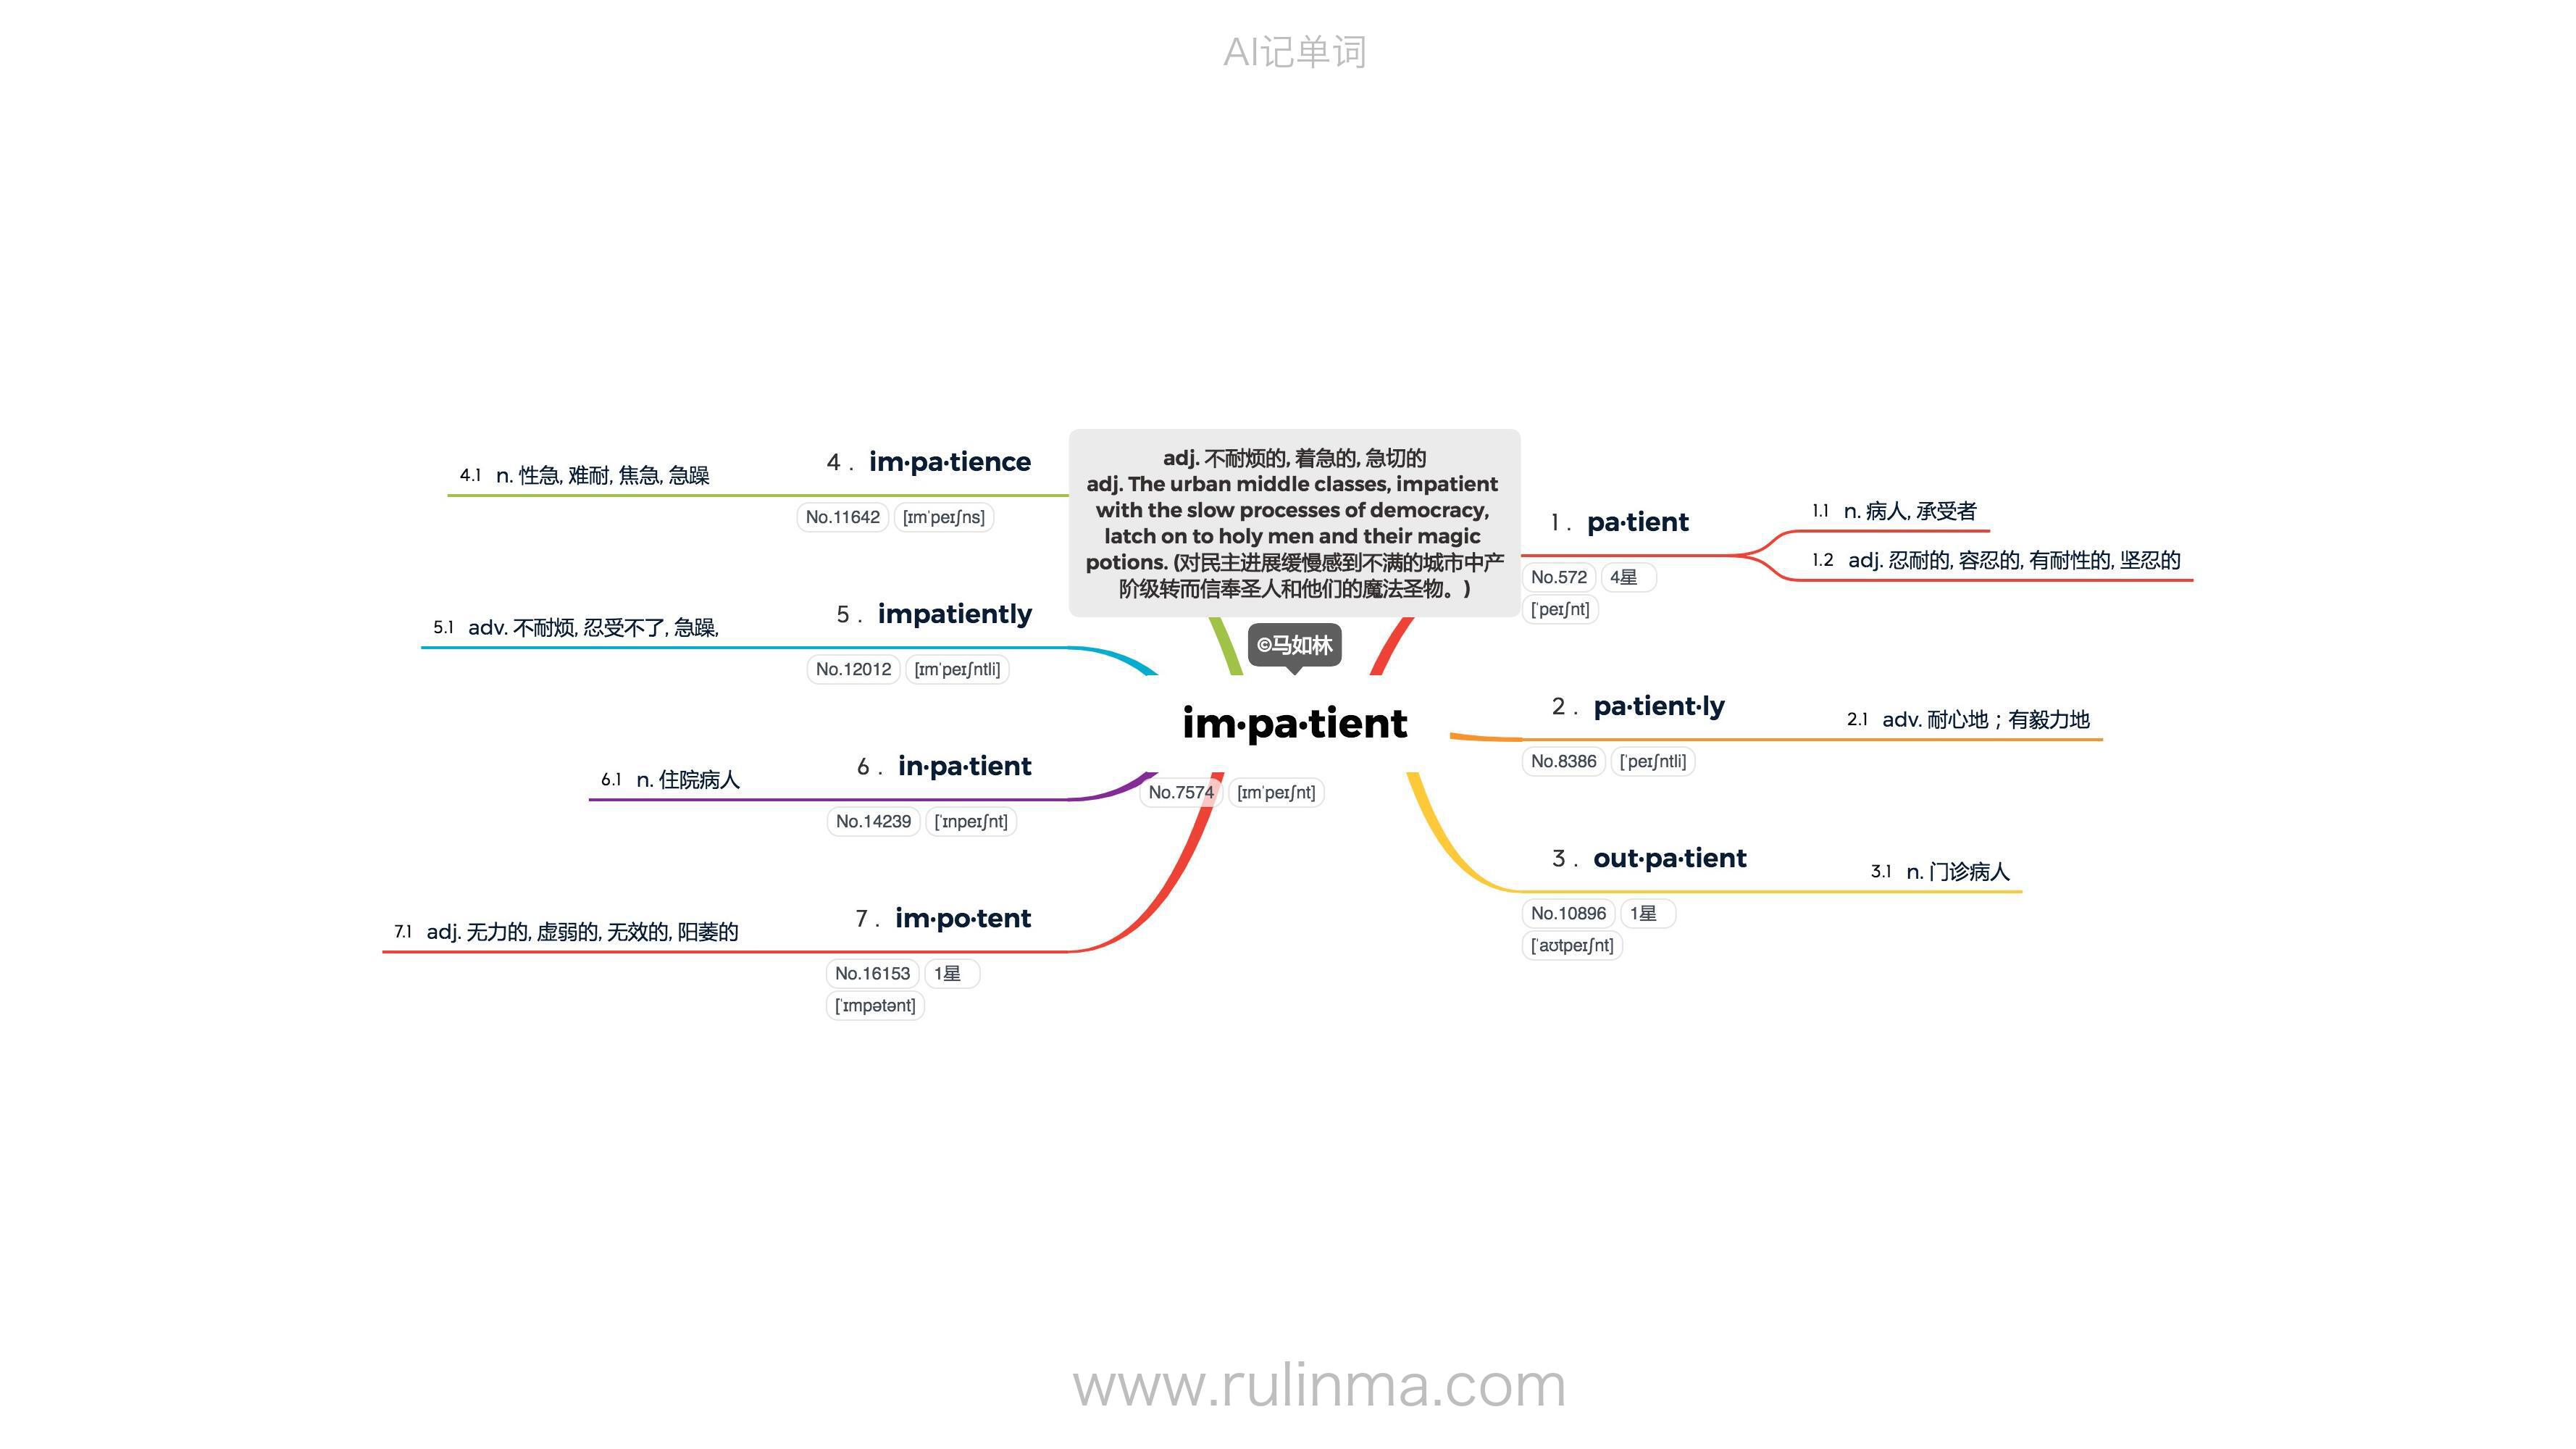 AI记单词
adj. 不耐烦的, 着急的, 急切的
adj. The urban middle classes, impatient
with the slow processes of democracy,
latch on to holy men and their magic
potions. (对民主进展缓慢感到不满的城市中产
阶级转而信奉圣人和他们的魔法圣物。)
©马如林
im·pa·tient
No.7574 [ɪmˈpeɪʃnt]
1 . pa·tient
No.572 4星
[ˈpeɪʃnt]
1.1 n. 病人, 承受者
1.2 adj. 忍耐的, 容忍的, 有耐性的, 坚忍的
2 . pa·tient·ly
No.8386 [ˈpeɪʃntli]
2.1 adv. 耐心地；有毅力地
3 . out·pa·tient
No.10896 1星
[ˈaʊtpeɪʃnt]
3.1 n. 门诊病人
4 . im·pa·tience
No.11642 [ɪmˈpeɪʃns]
4.1 n. 性急, 难耐, 焦急, 急躁
5 . impatiently
No.12012 [ɪmˈpeɪʃntli]
5.1 adv. 不耐烦, 忍受不了, 急躁,
6 . in·pa·tient
No.14239 [ˈɪnpeɪʃnt]
6.1 n. 住院病人
7 . im·po·tent
No.16153 1星
[ˈɪmpətənt]
7.1 adj. 无力的, 虚弱的, 无效的, 阳萎的
www.rulinma.com